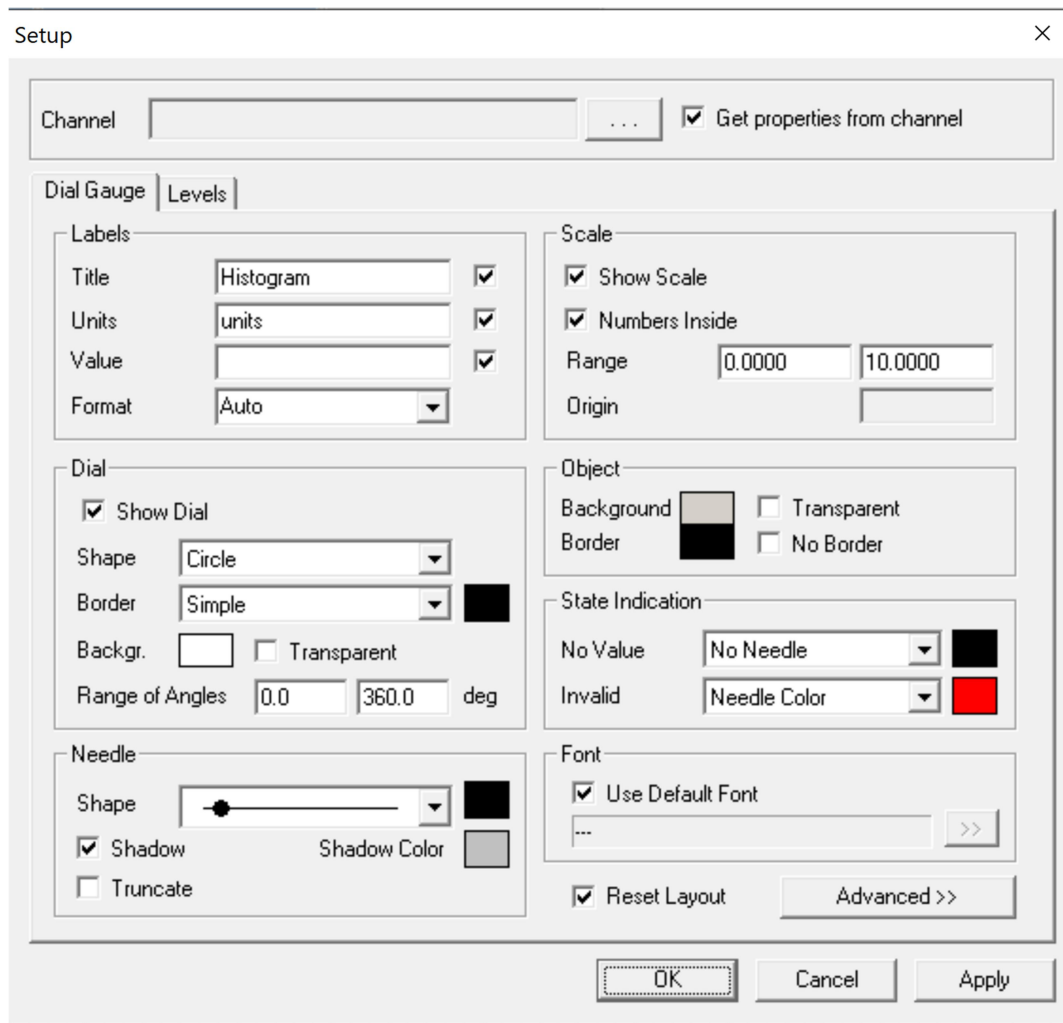 Setup
Channel ... Get properties from channel
Dial Gauge Levels
Labels
Title Histogram
Units units
Value
Format Auto
Scale
Show Scale
Numbers Inside
Range 0.0000 10.0000
Origin
Dial
Show Dial
Shape Circle
Border Simple
Backgr. Transparent
Range of Angles 0.0 360.0 deg
Object
Background Transparent
Border No Border
State Indication
No Value No Needle
Invalid Needle Color
Needle
Shape
Shadow Shadow Color
Truncate
Font
Use Default Font
--- >>
Reset Layout Advanced >>
OK Cancel Apply